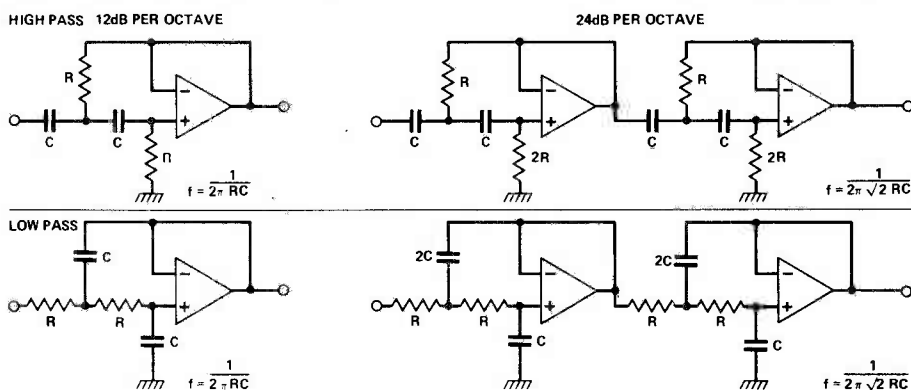 HIGH PASS 12dB PER OCTAVE
24dB PER OCTAVE
R
−
+
C
C
f = 1/2π RC
R
−
+
C
C
2R
R
−
+
C
C
2R
f = 1/2π √2 RC
LOW PASS
C
−
+
R
R
C
f = 1/2π RC
2C
−
+
R
R
C
2C
−
+
R
R
C
f = 1/2π √2 RC